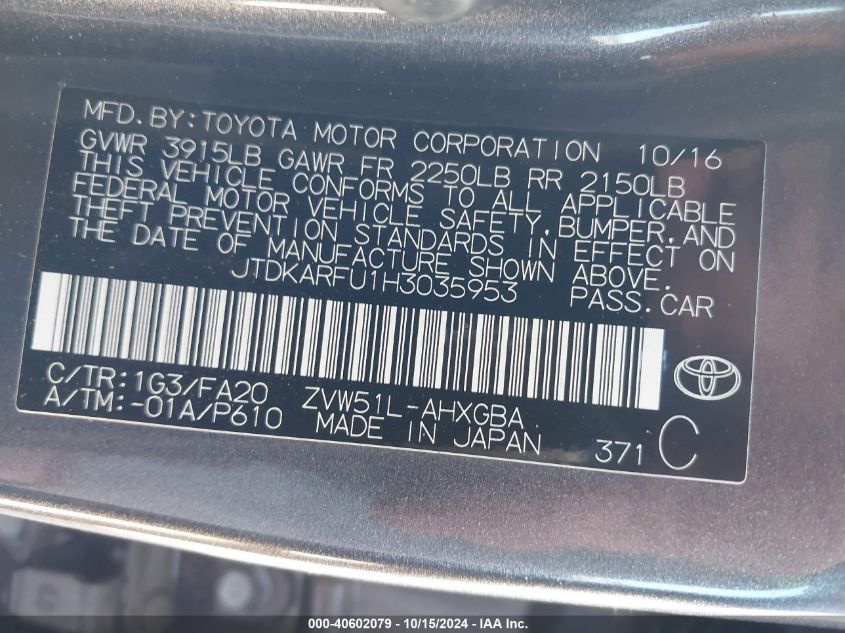 MFD.BY:TOYOTA MOTOR CORPORATION 10/16
GVWR 3915LB GAWR FR 2250LB RR 2150LB
THIS VEHICLE CONFORMS TO ALL APPLICABLE
FEDERAL MOTOR VEHICLE SAFETY,BUMPER,AND
THEFT PREVENTION STANDARDS IN EFFECT ON
THE DATE OF MANUFACTURE SHOWN ABOVE.
JTDKARFU1H3035953 PASS.CAR
C/TR:1G3/FA20 ZVW51L-AHXGBA
A/TM:-01A/P610 MADE IN JAPAN 371 C
000-40602079 - 10/15/2024 - IAA Inc.